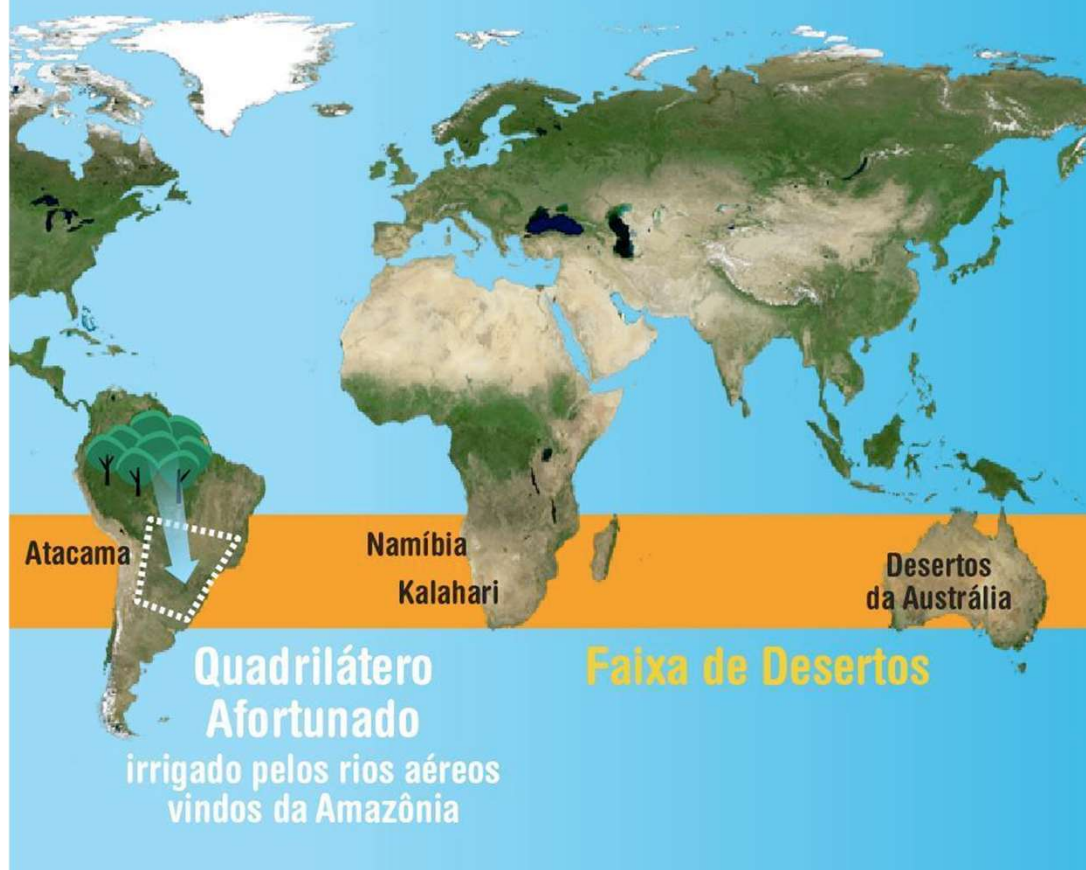 Atacama
Namíbia
Kalahari
Desertos
da Austrália
Quadrilátero
Afortunado
irrigado pelos rios aéreos
vindos da Amazônia
Faixa de Desertos